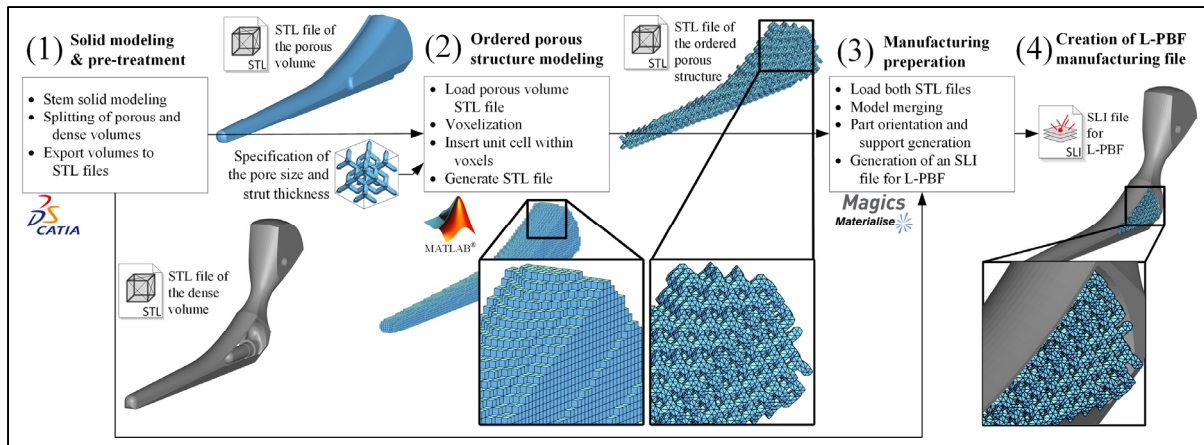 (1) Solid modeling
& pre-treatment
• Stem solid modeling
• Splitting of porous and
dense volumes
• Export volumes to
STL files
DS
CATIA
STL file of
the porous
volume
STL
STL file of
the dense
volume
STL
Specification of
the pore size and
strut thickness
(2) Ordered porous
structure modeling
• Load porous volume
STL file
• Voxelization
• Insert unit cell within
voxels
• Generate STL file
MATLAB®
STL file of
the ordered
porous
structure
STL
(3) Manufacturing
preperation
• Load both STL files
• Model merging
• Part orientation and
support generation
• Generation of an SLI
file for L-PBF
Magics
Materialise
(4) Creation of L-PBF
manufacturing file
SLI file
for
L-PBF
SLI